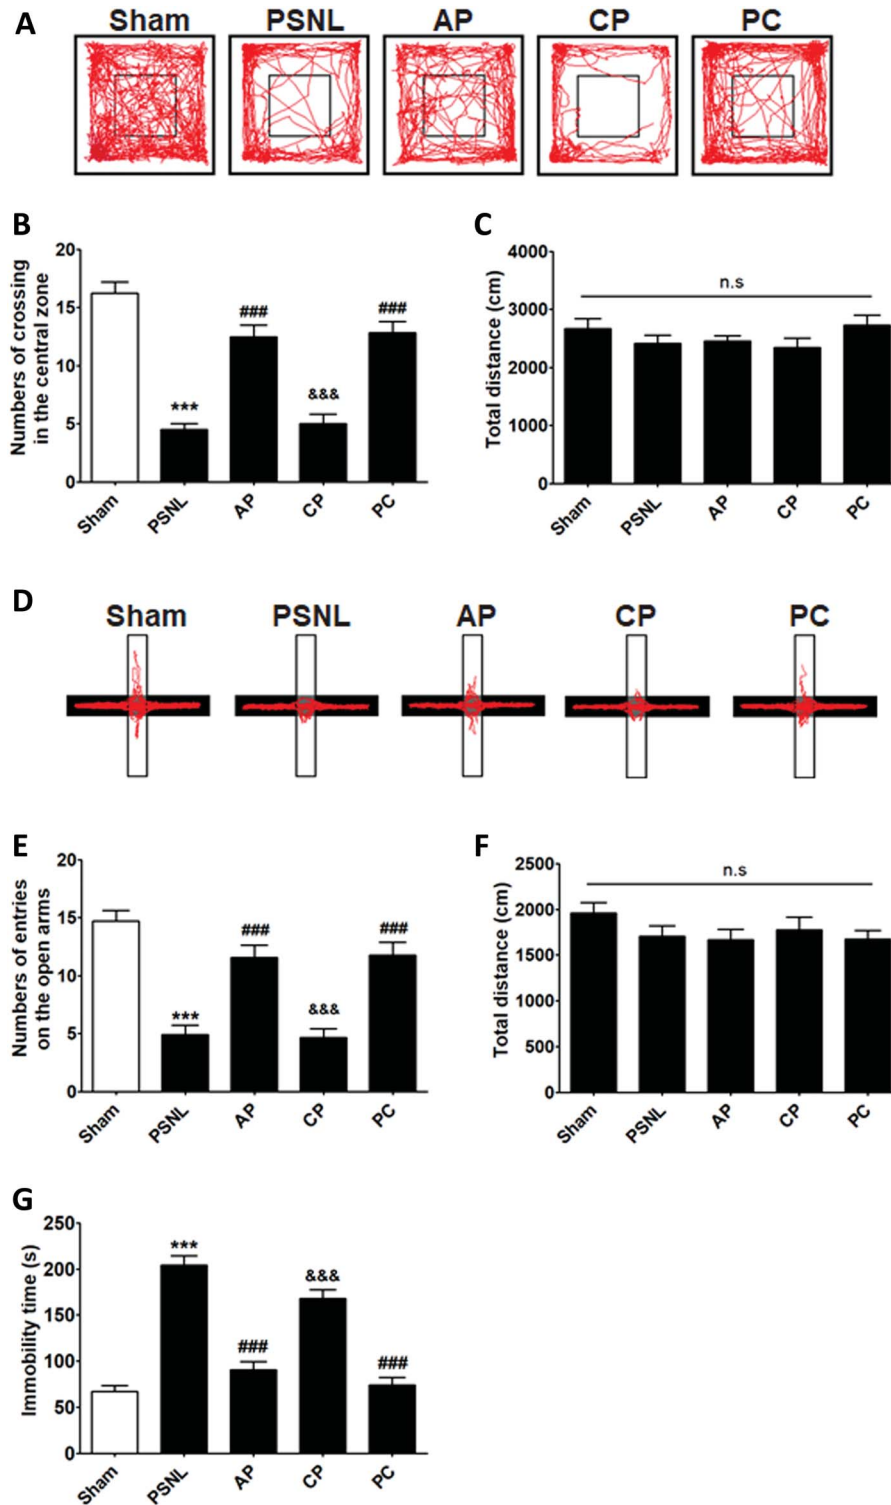 A
Sham PSNL AP CP PC
B
Numbers of crossing
in the central zone
20
15
10
5
0
***
###
&&&
###
Sham PSNL AP CP PC
C
Total distance (cm)
4000
3000
2000
1000
0
n.s
Sham PSNL AP CP PC
D
Sham PSNL AP CP PC
E
Numbers of entries
on the open arms
20
15
10
5
0
***
###
&&&
###
Sham PSNL AP CP PC
F
Total distance (cm)
2500
2000
1500
1000
500
0
n.s
Sham PSNL AP CP PC
G
Immobility time (s)
250
200
150
100
50
0
***
###
&&&
###
Sham PSNL AP CP PC